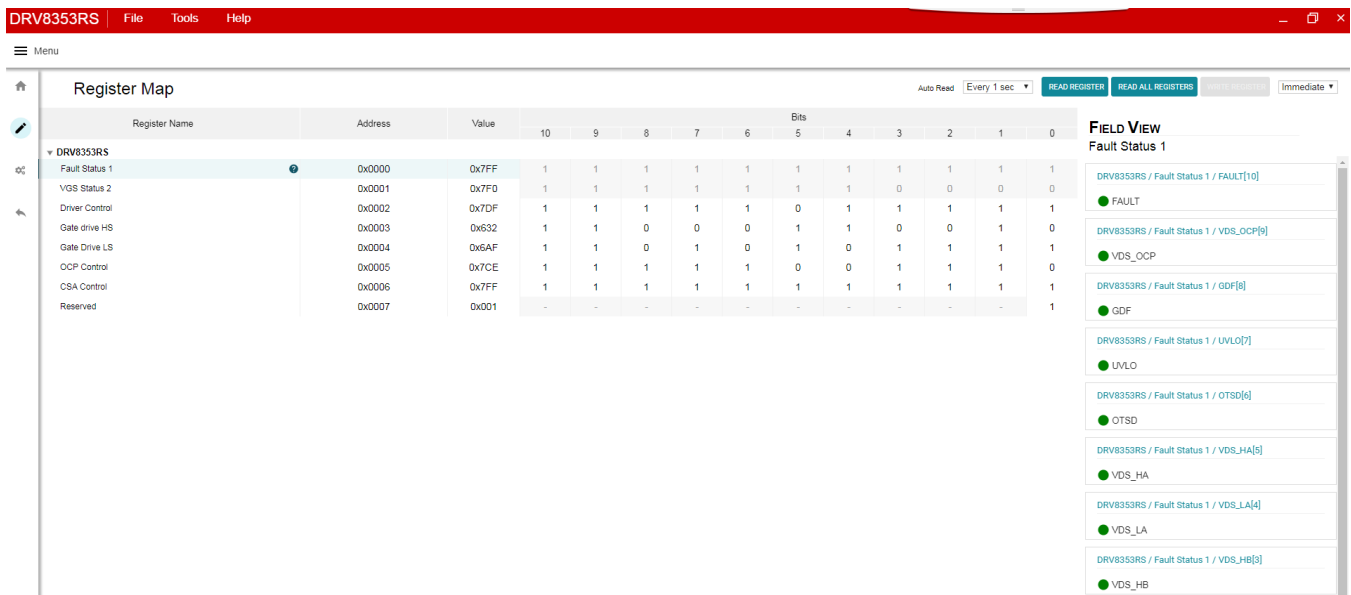 DRV8353RS File Tools Help
Menu
Register Map
Auto Read Every 1 sec READ REGISTER READ ALL REGISTERS WRITE REGISTER Immediate
Register Name Address Value Bits
10 9 8 7 6 5 4 3 2 1 0
DRV8353RS
Fault Status 1 ? 0x0000 0x7FF 1 1 1 1 1 1 1 1 1 1 1
VGS Status 2 0x0001 0x7F0 1 1 1 1 1 1 1 0 0 0 0
Driver Control 0x0002 0x7DF 1 1 1 1 1 0 1 1 1 1 1
Gate drive HS 0x0003 0x632 1 1 0 0 0 1 1 0 0 1 0
Gate Drive LS 0x0004 0x6AF 1 1 0 1 0 1 0 1 1 1 1
OCP Control 0x0005 0x7CE 1 1 1 1 1 0 0 1 1 1 0
CSA Control 0x0006 0x7FF 1 1 1 1 1 1 1 1 1 1 1
Reserved 0x0007 0x001 - - - - - - - - - - 1
FIELD VIEW
Fault Status 1
DRV8353RS / Fault Status 1 / FAULT[10]
FAULT
DRV8353RS / Fault Status 1 / VDS_OCP[9]
VDS_OCP
DRV8353RS / Fault Status 1 / GDF[8]
GDF
DRV8353RS / Fault Status 1 / UVLO[7]
UVLO
DRV8353RS / Fault Status 1 / OTSD[6]
OTSD
DRV8353RS / Fault Status 1 / VDS_HA[5]
VDS_HA
DRV8353RS / Fault Status 1 / VDS_LA[4]
VDS_LA
DRV8353RS / Fault Status 1 / VDS_HB[3]
VDS_HB